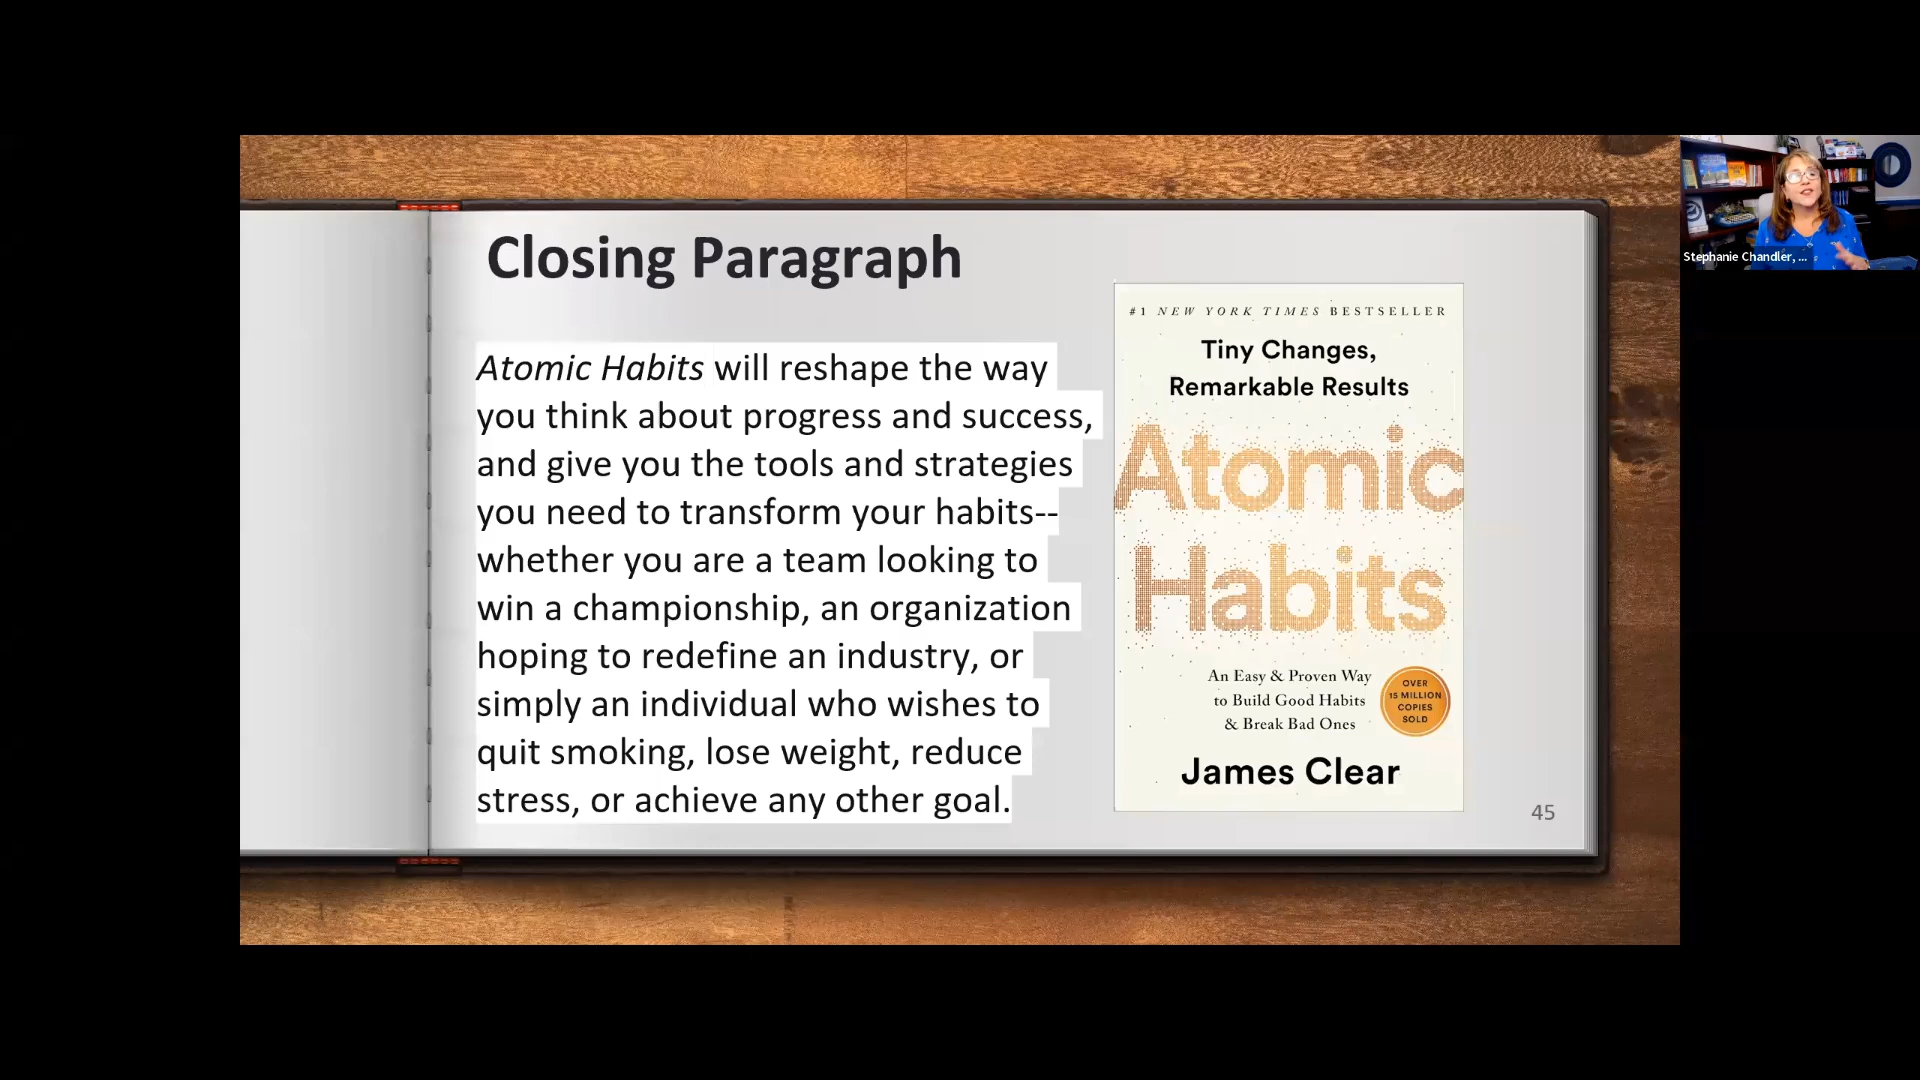 Closing Paragraph
Atomic Habits will reshape the way
you think about progress and success,
and give you the tools and strategies
you need to transform your habits--
whether you are a team looking to
win a championship, an organization
hoping to redefine an industry, or
simply an individual who wishes to
quit smoking, lose weight, reduce
stress, or achieve any other goal.
#1 NEW YORK TIMES BESTSELLER
Tiny Changes,
Remarkable Results
Atomic
Habits
An Easy & Proven Way
to Build Good Habits
& Break Bad Ones
OVER
15 MILLION
COPIES
SOLD
James Clear
45
Stephanie Chandler, ...